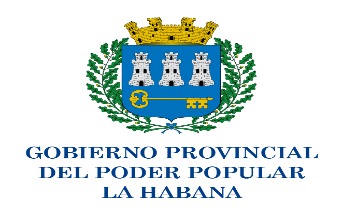 GOBIERNO PROVINCIAL
DEL PODER POPULAR
LA HABANA